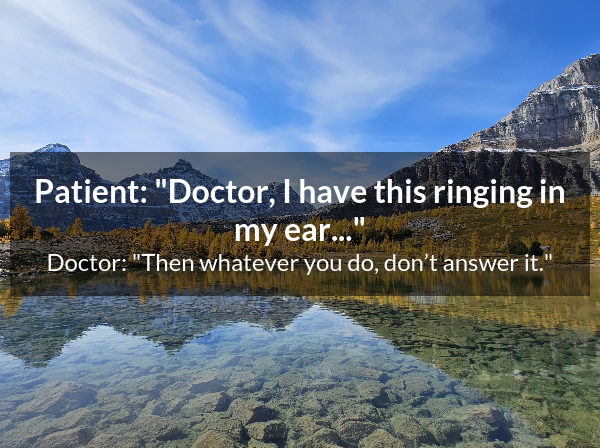 Patient: "Doctor, I have this ringing in
my ear..."
Doctor: "Then whatever you do, don’t answer it."